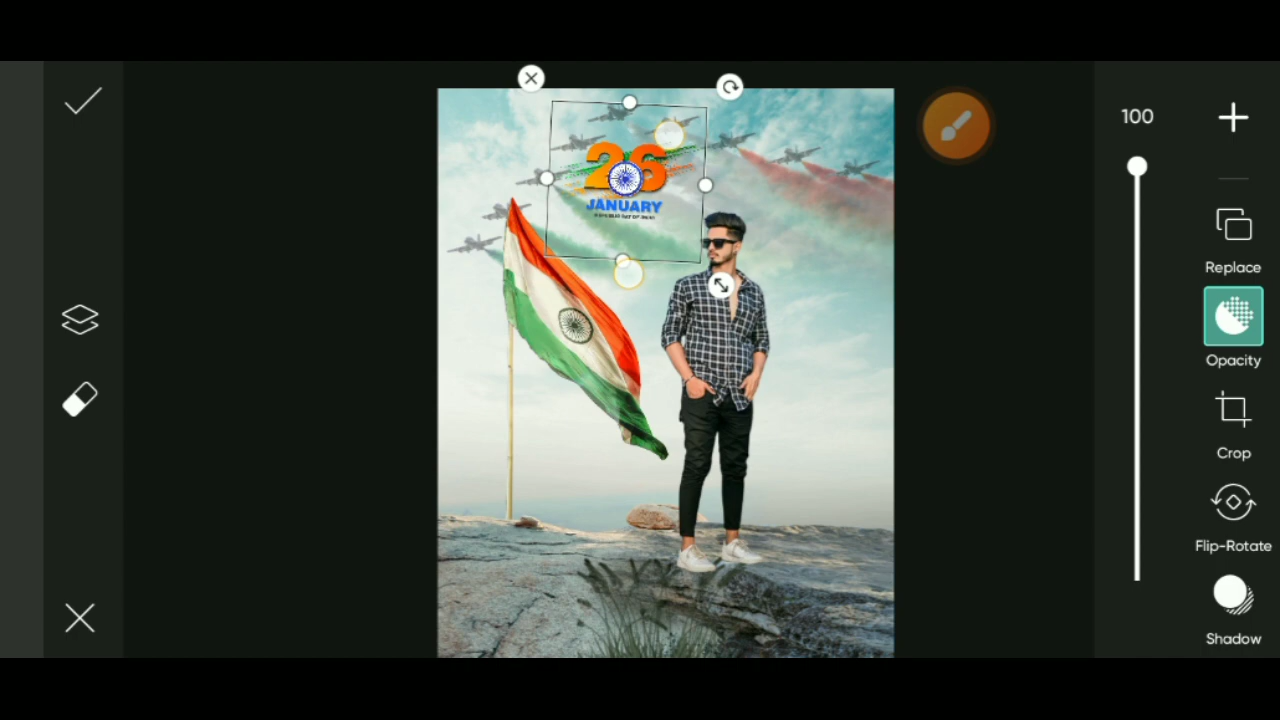 100
Replace
Opacity
Crop
Flip-Rotate
Shadow
26
JANUARY